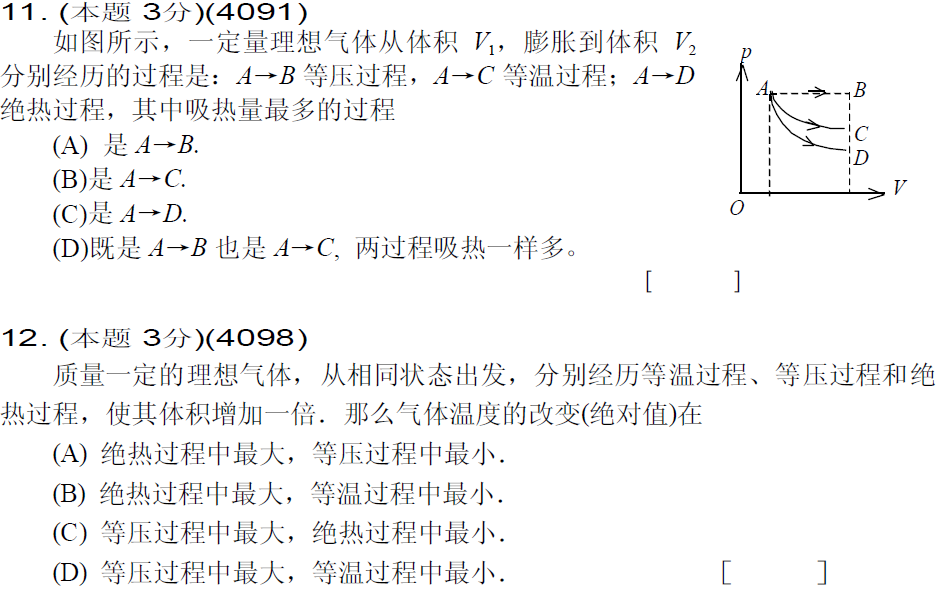 11. (本题 3分)(4091)
如图所示，一定量理想气体从体积 V₁，膨胀到体积 V₂
分别经历的过程是：A→B 等压过程，A→C 等温过程；A→D
绝热过程，其中吸热量最多的过程
(A) 是 A→B.
(B)是 A→C.
(C)是 A→D.
(D)既是 A→B 也是 A→C, 两过程吸热一样多。
[ ]
p
A
B
C
D
V
O
12. (本题 3分)(4098)
质量一定的理想气体，从相同状态出发，分别经历等温过程、等压过程和绝
热过程，使其体积增加一倍．那么气体温度的改变(绝对值)在
(A) 绝热过程中最大，等压过程中最小．
(B) 绝热过程中最大，等温过程中最小．
(C) 等压过程中最大，绝热过程中最小．
(D) 等压过程中最大，等温过程中最小． [ ]